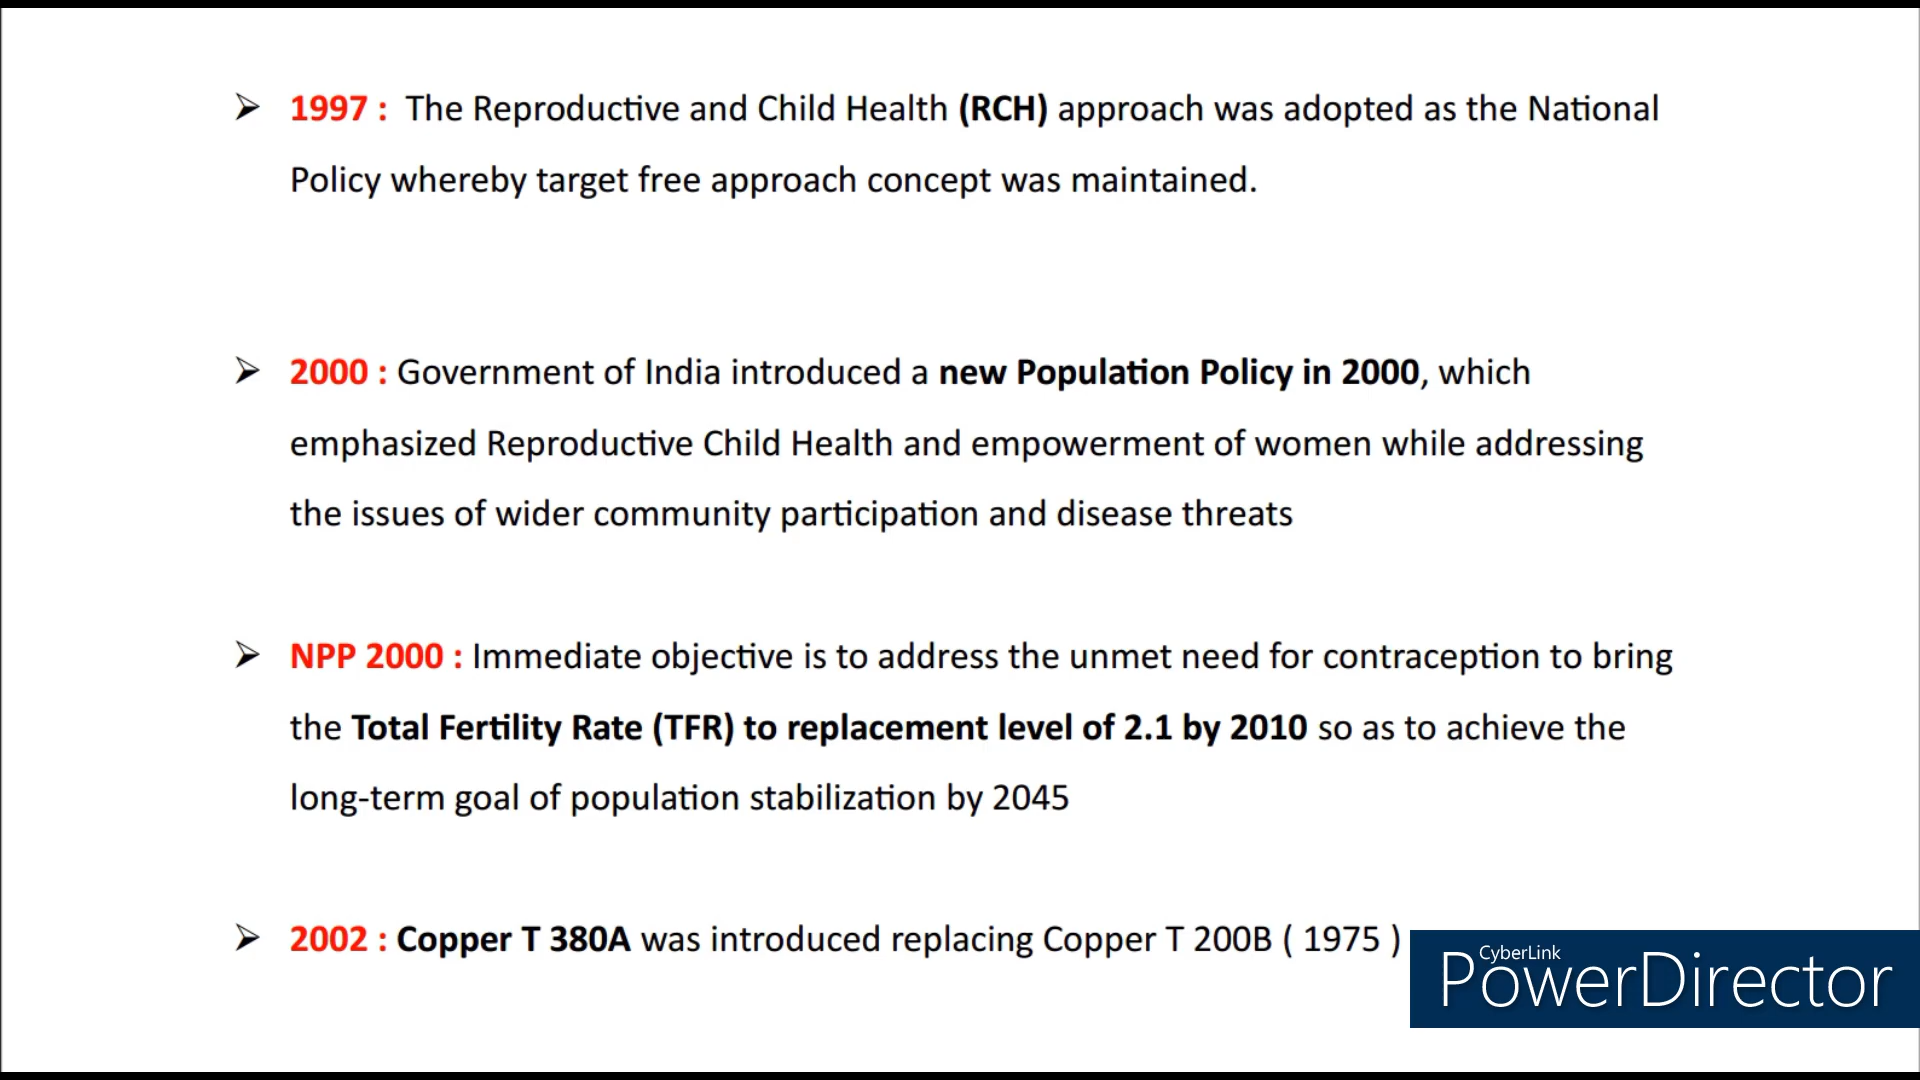 ➢ 1997 : The Reproductive and Child Health (RCH) approach was adopted as the National
Policy whereby target free approach concept was maintained.
➢ 2000 : Government of India introduced a new Population Policy in 2000, which
emphasized Reproductive Child Health and empowerment of women while addressing
the issues of wider community participation and disease threats
➢ NPP 2000 : Immediate objective is to address the unmet need for contraception to bring
the Total Fertility Rate (TFR) to replacement level of 2.1 by 2010 so as to achieve the
long-term goal of population stabilization by 2045
➢ 2002 : Copper T 380A was introduced replacing Copper T 200B ( 1975 )
CyberLink
PowerDirector